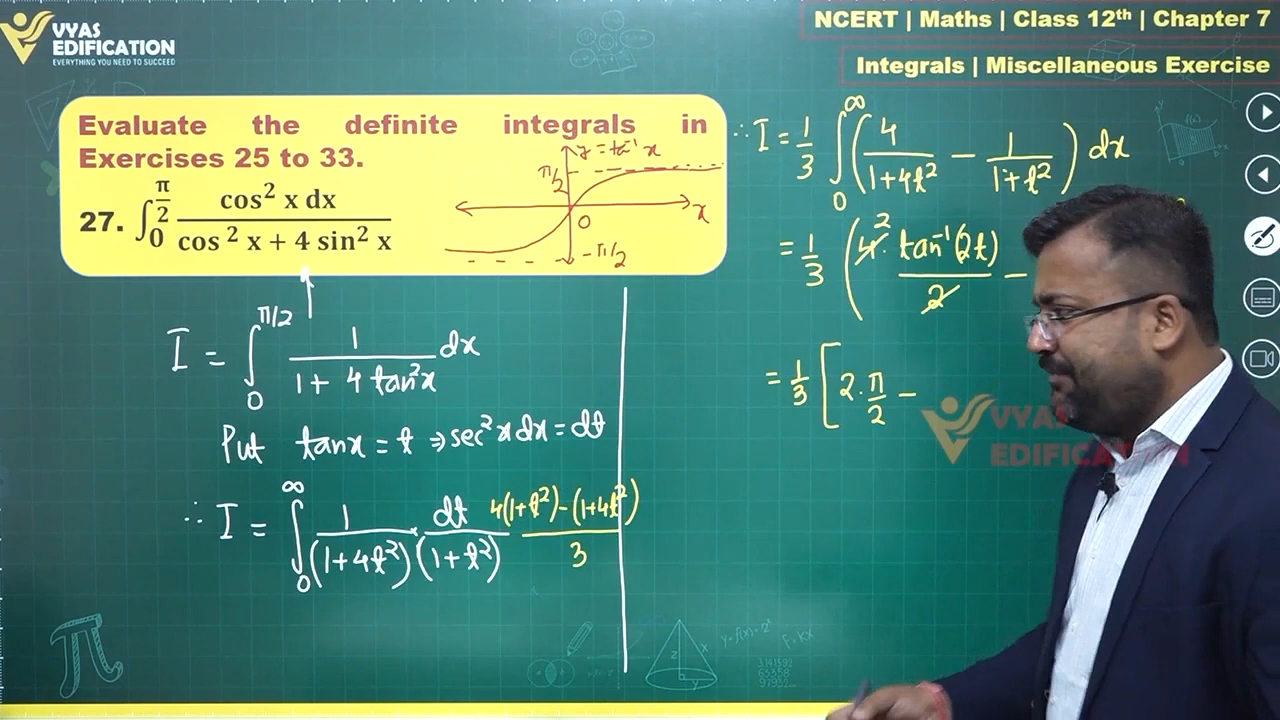 VYAS
EDIFICATION
EVERYTHING YOU NEED TO SUCCEED
NCERT | Maths | Class 12th | Chapter 7
Integrals | Miscellaneous Exercise
Evaluate the definite integrals in
Exercises 25 to 33.
27. ∫₀^(π/2) cos² x dx / (cos² x + 4 sin² x)
y = tan⁻¹ x
π/2
0
x
-π/2
I = ∫₀^(π/2) 1/(1 + 4 tan²x) dx
Put tanx = t ⇒ sec²x dx = dt
∴ I = ∫₀^∞ 1/(1+4t²) · dt/(1+t²) (4(1+t²) - (1+4t²))/3
∴ I = 1/3 ∫₀^∞ (4/(1+4t²) - 1/(1+t²)) dx
= 1/3 (4² · tan⁻¹(2t)/2 -
= 1/3 [2 · π/2 -
VYAS
EDIFICATION